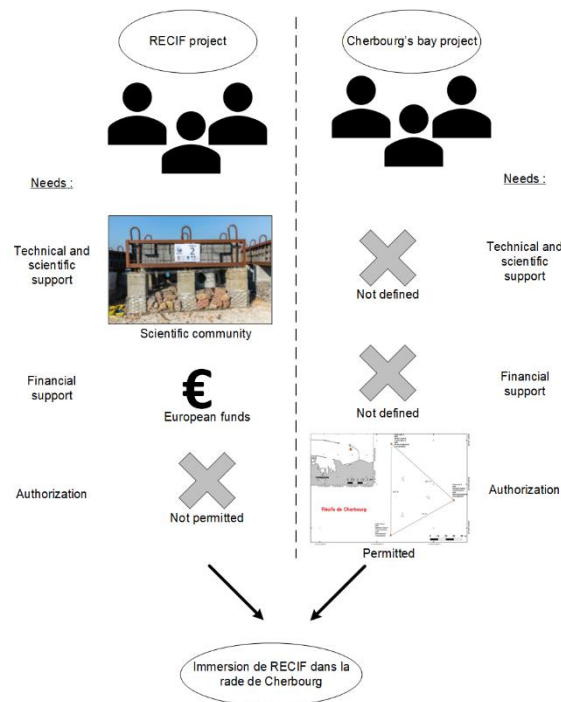 RECIF project
Cherbourg's bay project
Needs :
Needs :
Technical and
scientific
support
2
Scientific community
Not defined
Technical and
scientific
support
Financial
support
€
European funds
Not defined
Financial
support
Authorization
Not permitted
Récifs de Cherbourg
Permitted
Authorization
Immersion de RECIF dans la
rade de Cherbourg